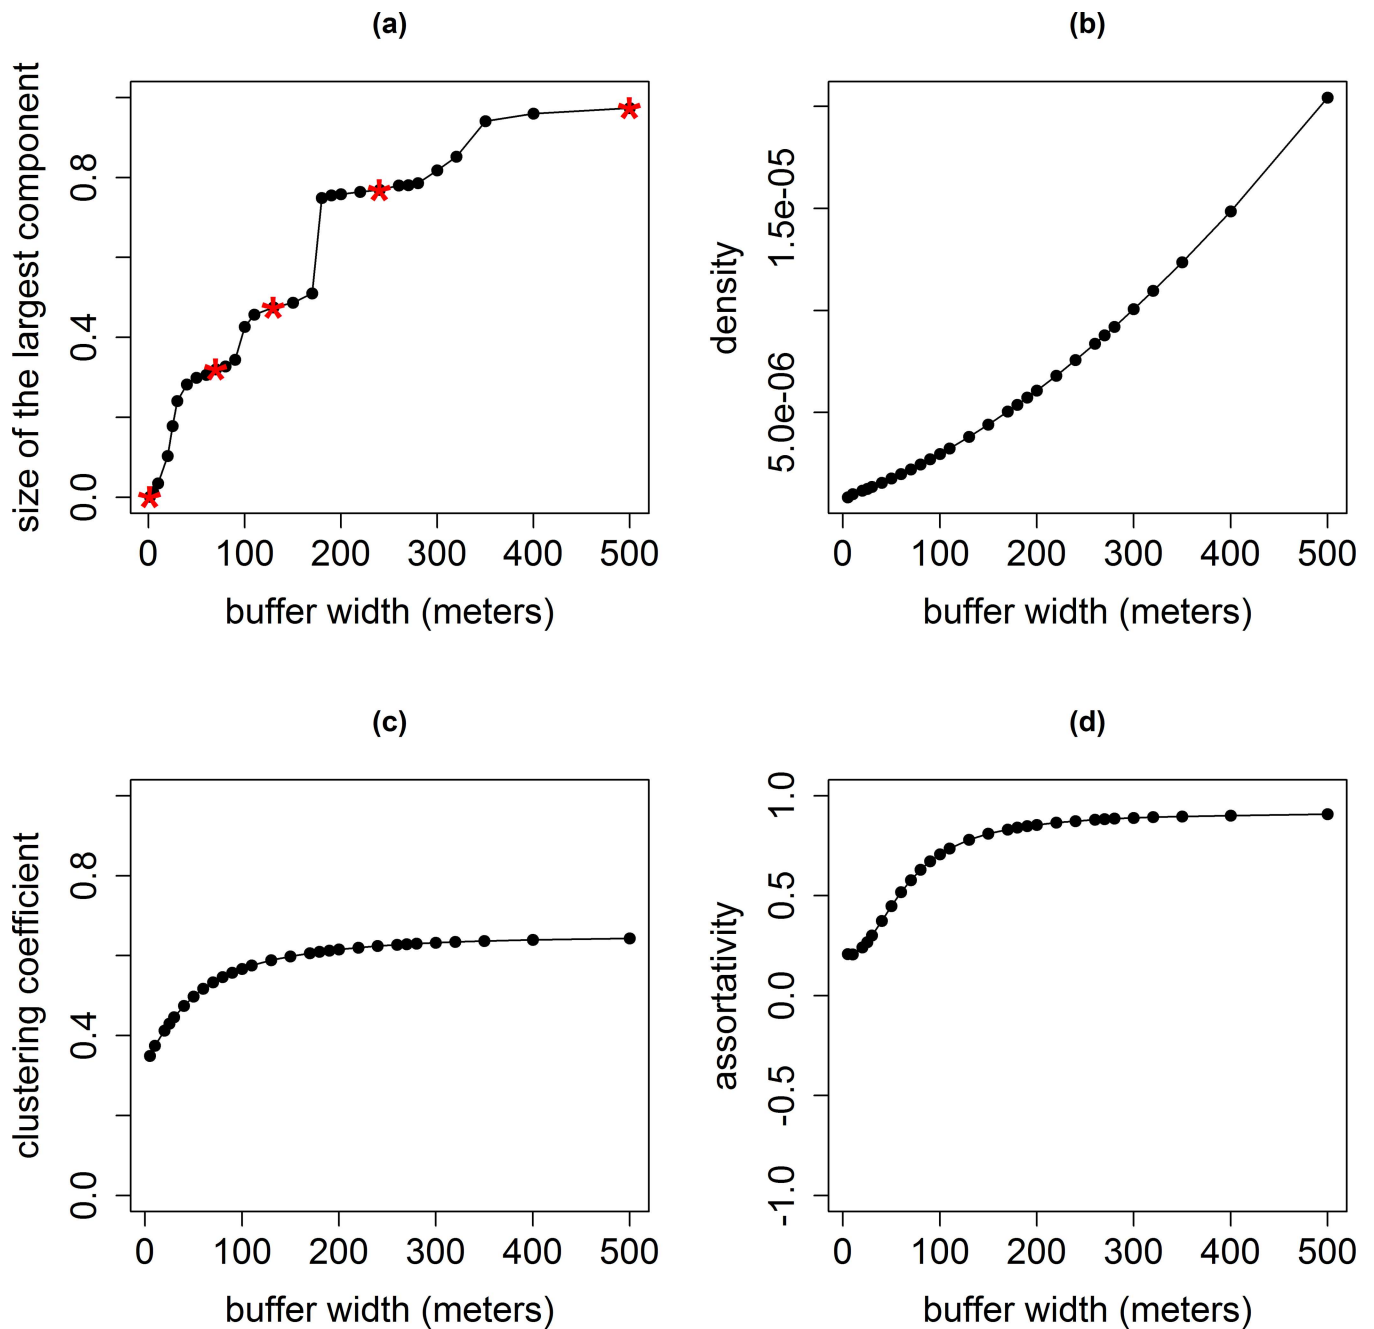 (a)
size of the largest component
0.8
0.4
0.0
0 100 200 300 400 500
buffer width (meters)
(b)
density
1.5e-05
5.0e-06
0 100 200 300 400 500
buffer width (meters)
(c)
clustering coefficient
0.8
0.4
0.0
0 100 200 300 400 500
buffer width (meters)
(d)
assortativity
1.0
0.5
0.0
-0.5
-1.0
0 100 200 300 400 500
buffer width (meters)